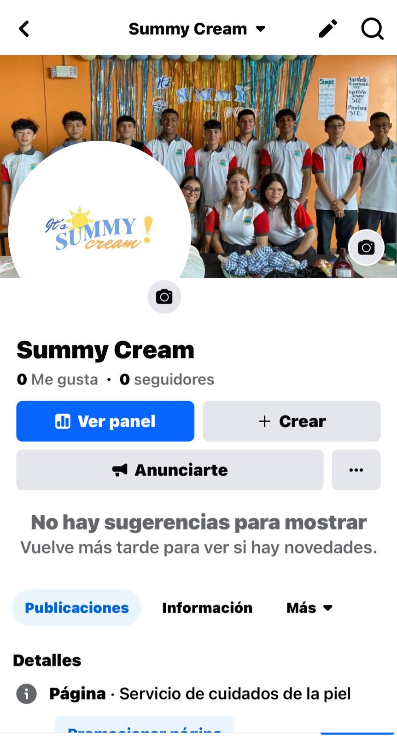 Summy Cream
It's
SUMMY
It's a
SUMMY
cream!
Summy Cream
0 Me gusta · 0 seguidores
Ver panel
+ Crear
Anunciarte
No hay sugerencias para mostrar
Vuelve más tarde para ver si hay novedades.
Publicaciones Información Más
Detalles
Página · Servicio de cuidados de la piel
Promocionar página